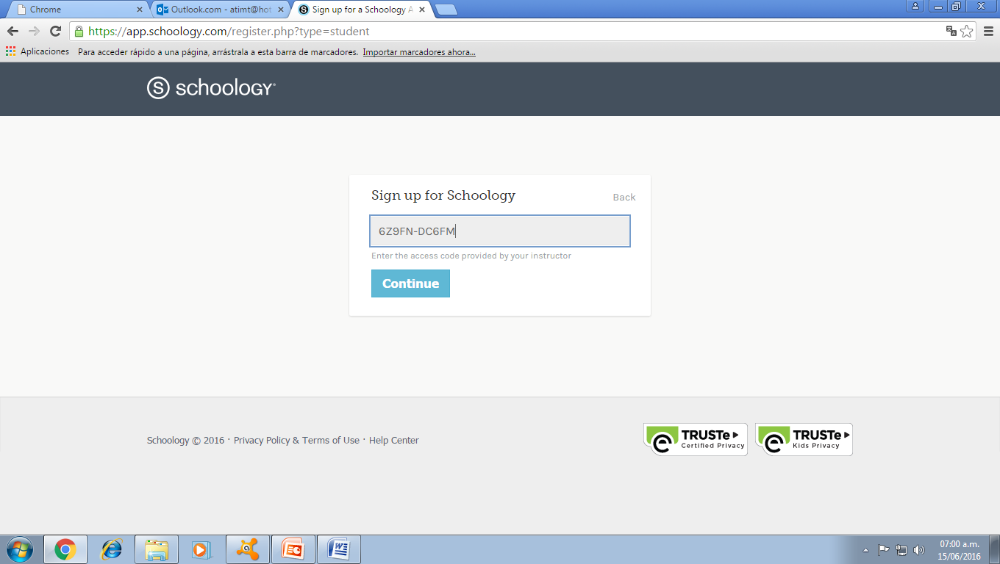 Chrome
Outlook.com - atimt@hot
Sign up for a Schoology A
https://app.schoology.com/register.php?type=student
Aplicaciones Para acceder rápido a una página, arrástrala a esta barra de marcadores. Importar marcadores ahora...
S schoology®
Sign up for Schoology
Back
6Z9FN-DC6FM
Enter the access code provided by your instructor
Continue
Schoology © 2016 · Privacy Policy & Terms of Use · Help Center
TRUSTe
Certified Privacy
TRUSTe
Kids Privacy
07:00 a.m.
15/06/2016